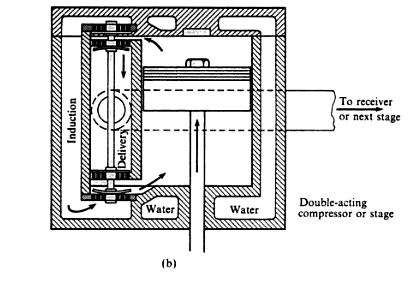 Induction
Delivery
To receiver
or next stage
Water
Water
Double-acting
compressor or stage
(b)